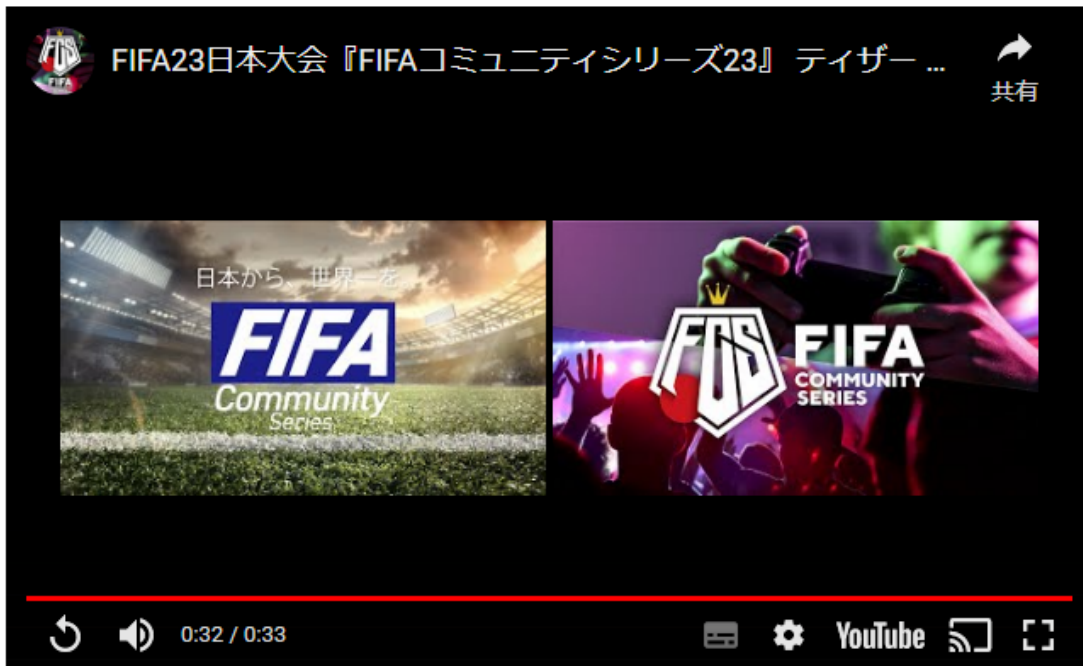 FIFA23日本大会『FIFAコミュニティシリーズ23』 ティザー ...
共有
日本から、世界一を
FIFA
Community
Series
FCS
FIFA
COMMUNITY
SERIES
0:32 / 0:33
YouTube